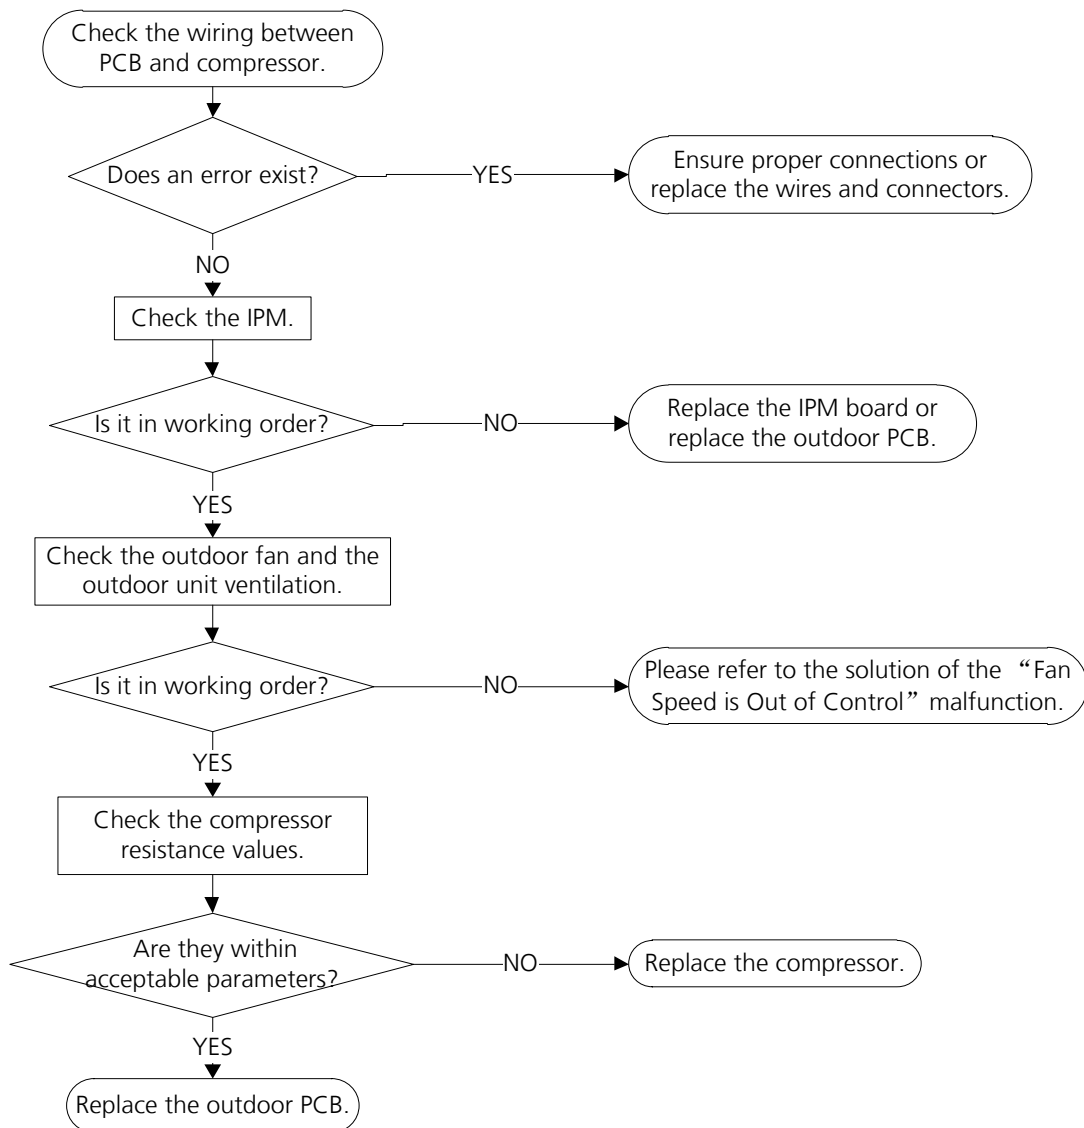 Check the wiring between
PCB and compressor.
Does an error exist?
YES
Ensure proper connections or
replace the wires and connectors.
NO
Check the IPM.
Is it in working order?
NO
Replace the IPM board or
replace the outdoor PCB.
YES
Check the outdoor fan and the
outdoor unit ventilation.
Is it in working order?
NO
Please refer to the solution of the “Fan
Speed is Out of Control” malfunction.
YES
Check the compressor
resistance values.
Are they within
acceptable parameters?
NO
Replace the compressor.
YES
Replace the outdoor PCB.